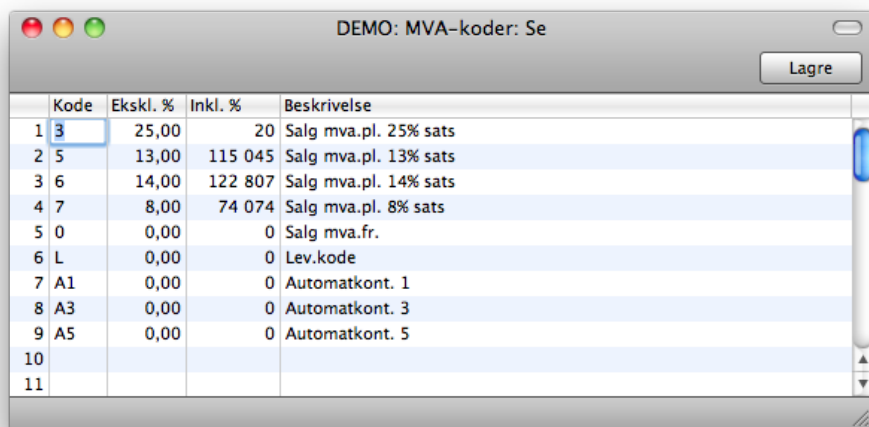 DEMO: MVA-koder: Se
Lagre
Kode Ekskl. % Inkl. % Beskrivelse
1 3 25,00 20 Salg mva.pl. 25% sats
2 5 13,00 115 045 Salg mva.pl. 13% sats
3 6 14,00 122 807 Salg mva.pl. 14% sats
4 7 8,00 74 074 Salg mva.pl. 8% sats
5 0 0,00 0 Salg mva.fr.
6 L 0,00 0 Lev.kode
7 A1 0,00 0 Automatkont. 1
8 A3 0,00 0 Automatkont. 3
9 A5 0,00 0 Automatkont. 5
10
11